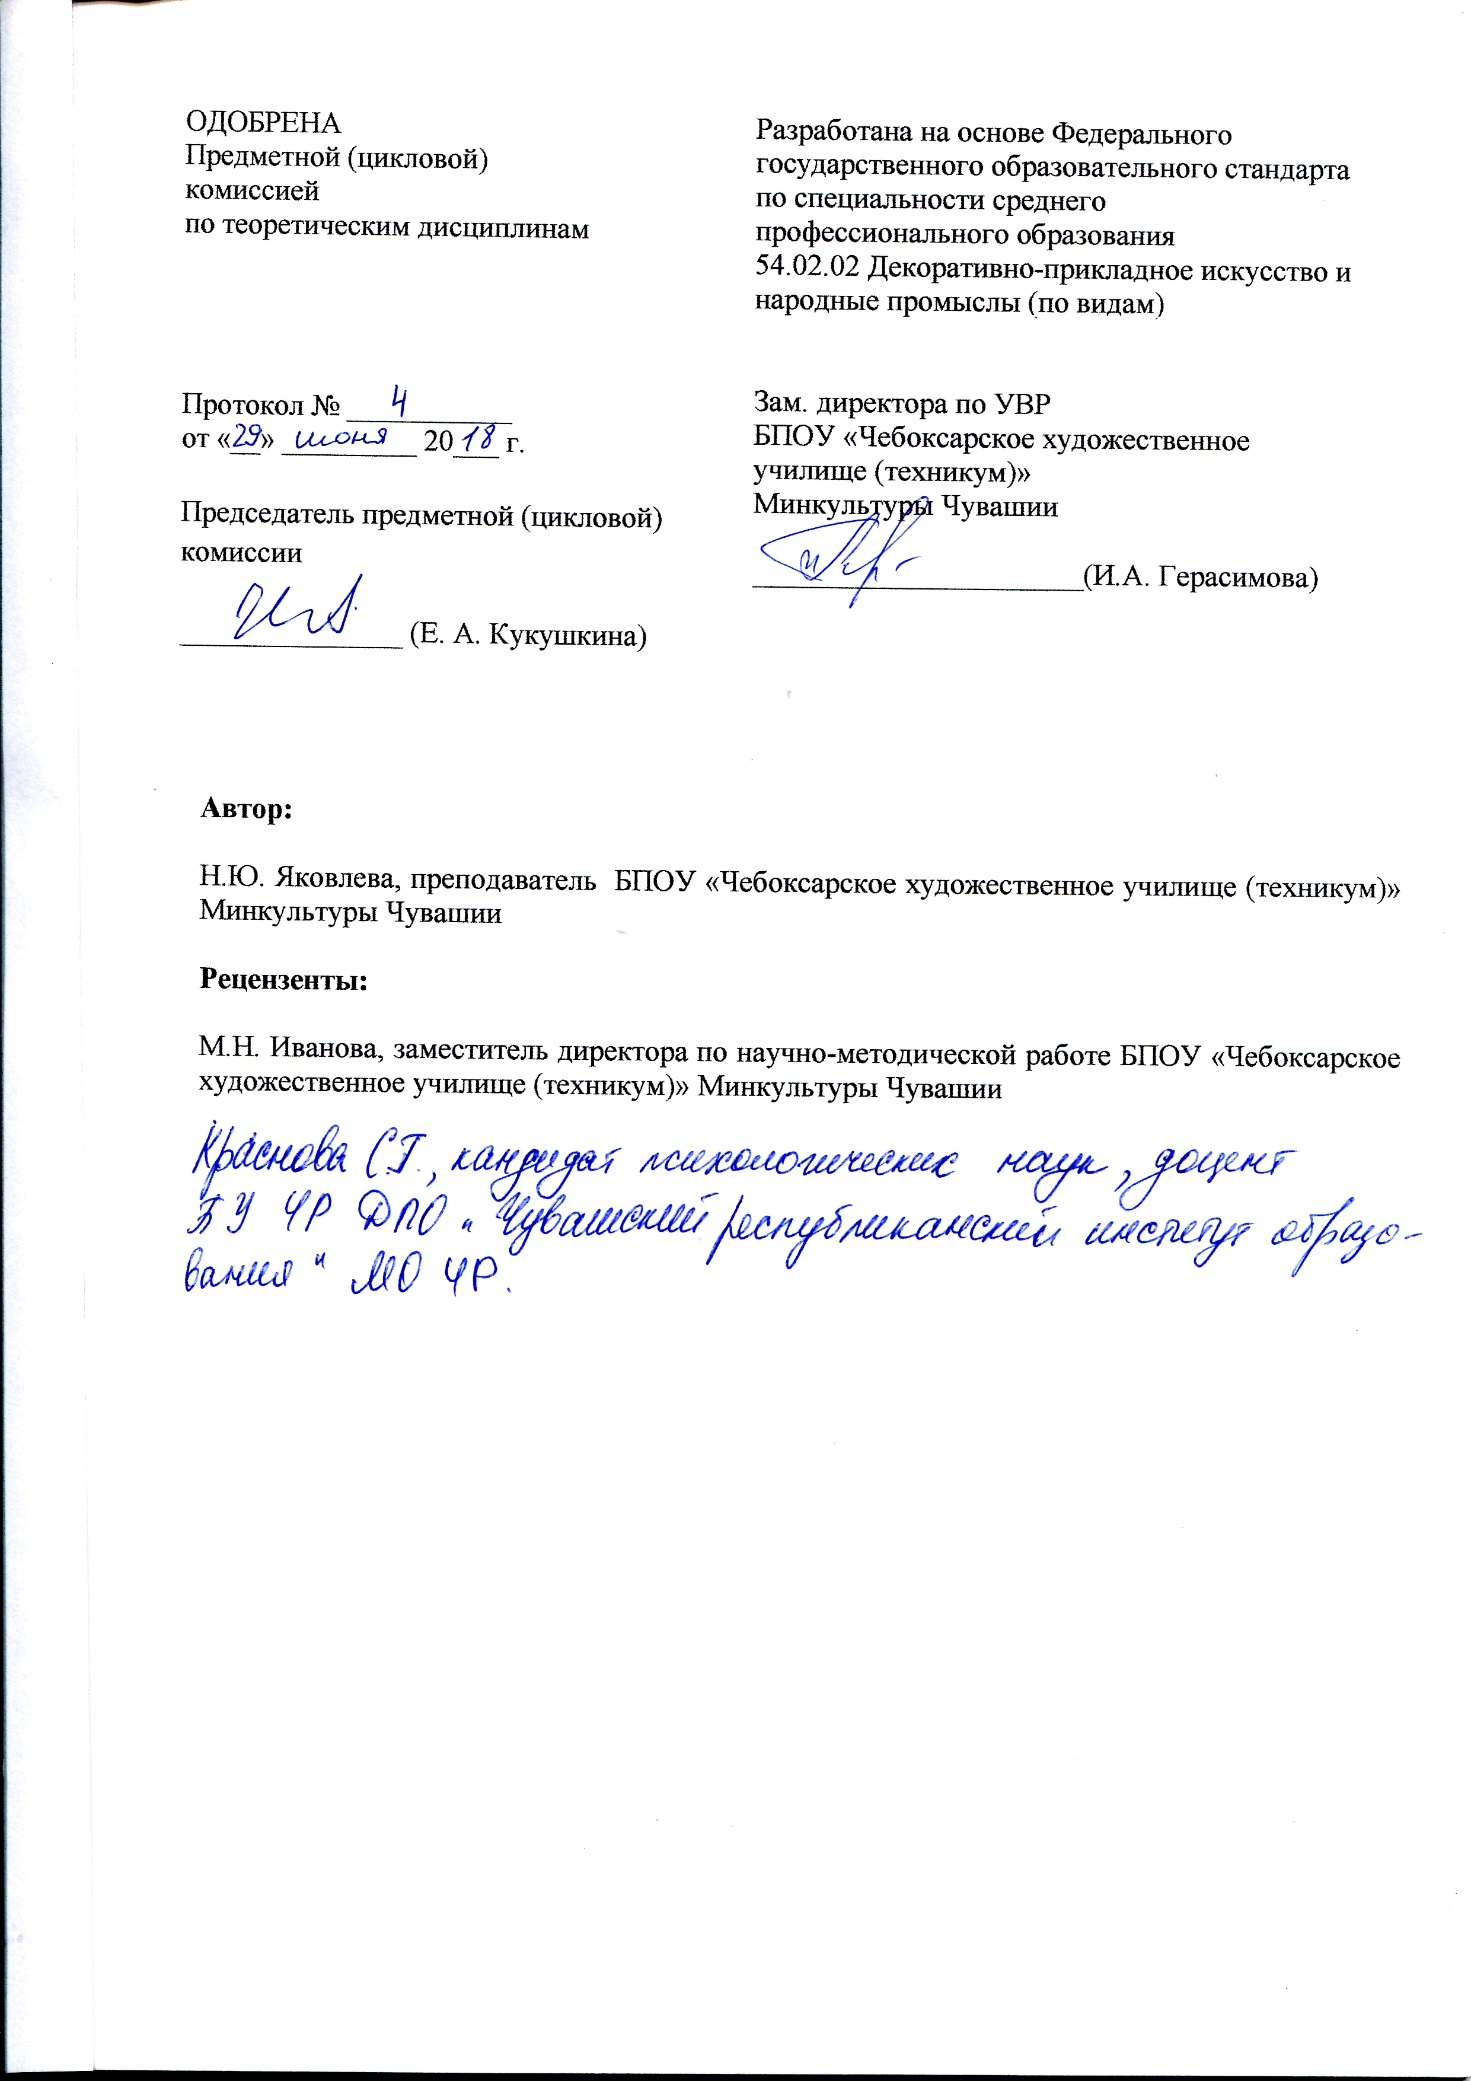 ОДОБРЕНА
Предметной (цикловой)
комиссией
по теоретическим дисциплинам
Протокол № 4
от «29» июня 2018 г.
Председатель предметной (цикловой)
комиссии
(Е. А. Кукушкина)
Разработана на основе Федерального
государственного образовательного стандарта
по специальности среднего
профессионального образования
54.02.02 Декоративно-прикладное искусство и
народные промыслы (по видам)
Зам. директора по УВР
БПОУ «Чебоксарское художественное
училище (техникум)»
Минкультуры Чувашии
(И.А. Герасимова)
Автор:
Н.Ю. Яковлева, преподаватель БПОУ «Чебоксарское художественное училище (техникум)»
Минкультуры Чувашии
Рецензенты:
М.Н. Иванова, заместитель директора по научно-методической работе БПОУ «Чебоксарское
художественное училище (техникум)» Минкультуры Чувашии
Краснова С.Г., кандидат психологических наук, доцент
БУ ЧР ДПО „Чувашский республиканский институт образо-
вания" МО ЧР.